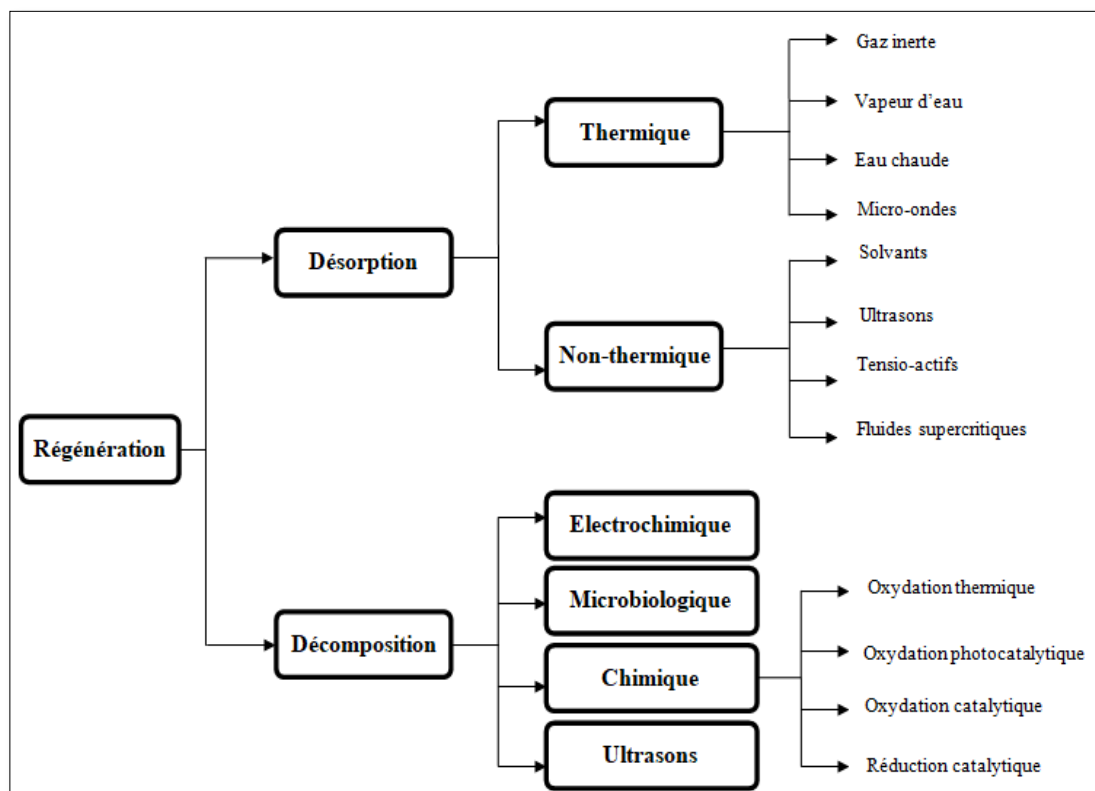 Gaz inerte
Vapeur d’eau
Thermique
Eau chaude
Micro-ondes
Désorption
Solvants
Ultrasons
Non-thermique
Tensio-actifs
Fluides supercritiques
Régénération
Electrochimique
Microbiologique
Oxydation thermique
Décomposition
Oxydation photocatalytique
Chimique
Oxydation catalytique
Ultrasons
Réduction catalytique